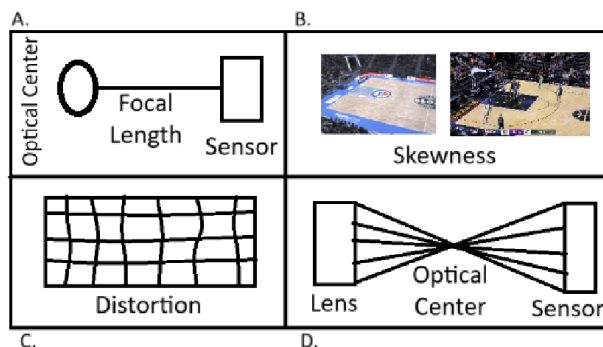 A.
B.
Optical Center
Focal
Length
Sensor
Skewness
Distortion
Lens
Optical
Center
Sensor
C.
D.